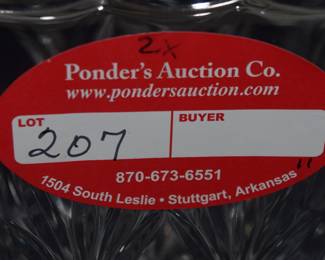 2x
Ponder's Auction Co.
www.pondersauction.com
LOT BUYER
207
870-673-6551
1504 South Leslie • Stuttgart, Arkansas "